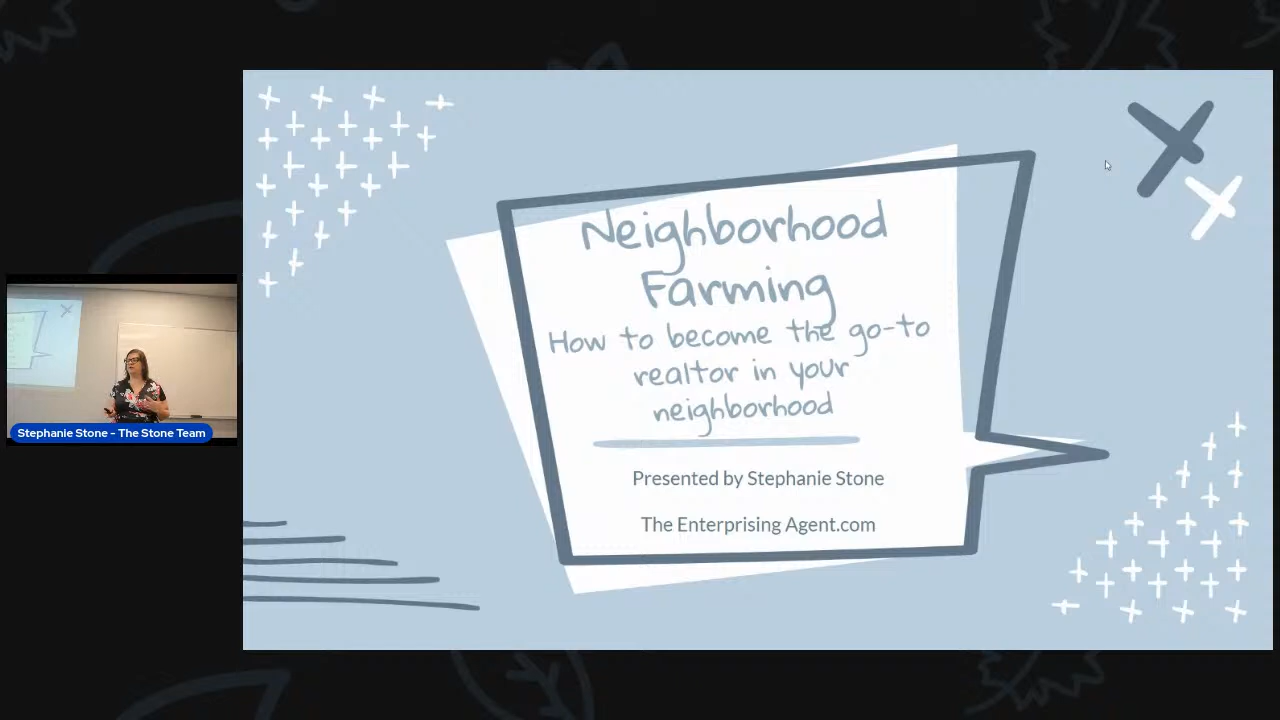 Neighborhood
Farming
How to become the go-to
realtor in your
neighborhood
Presented by Stephanie Stone
The Enterprising Agent.com
Stephanie Stone - The Stone Team